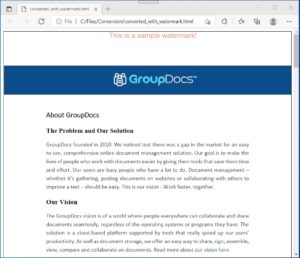 converted_with_watermark.html
C:/Files/Conversion/converted_with_watermark.html
This is a sample watermark!
GroupDocs
About GroupDocs
The Problem and Our Solution
GroupDocs founded in 2010. We noticed test there was a gap in the market for an easy
to use, comprehensive online document management solution. Our goal is to make the
lives of people who work with documents easier by giving them tools that save them time
and effort. Our users are busy people who have a lot to do. Document management –
whether it's gathering, posting documents on websites or collaborating with others to
improve a text – should be easy. This is our vision - Work faster, together.
Our Vision
The GroupDocs vision is of a world where people everywhere can collaborate and share
documents seamlessly, regardless of the operating systems or programs they have. The
solution is a cloud-based platform supported by tools that really speed up our users'
productivity. As well as document storage, we offer an easy way to share, sign, assemble,
view, compare and collaborate on documents. Read more about our vision here